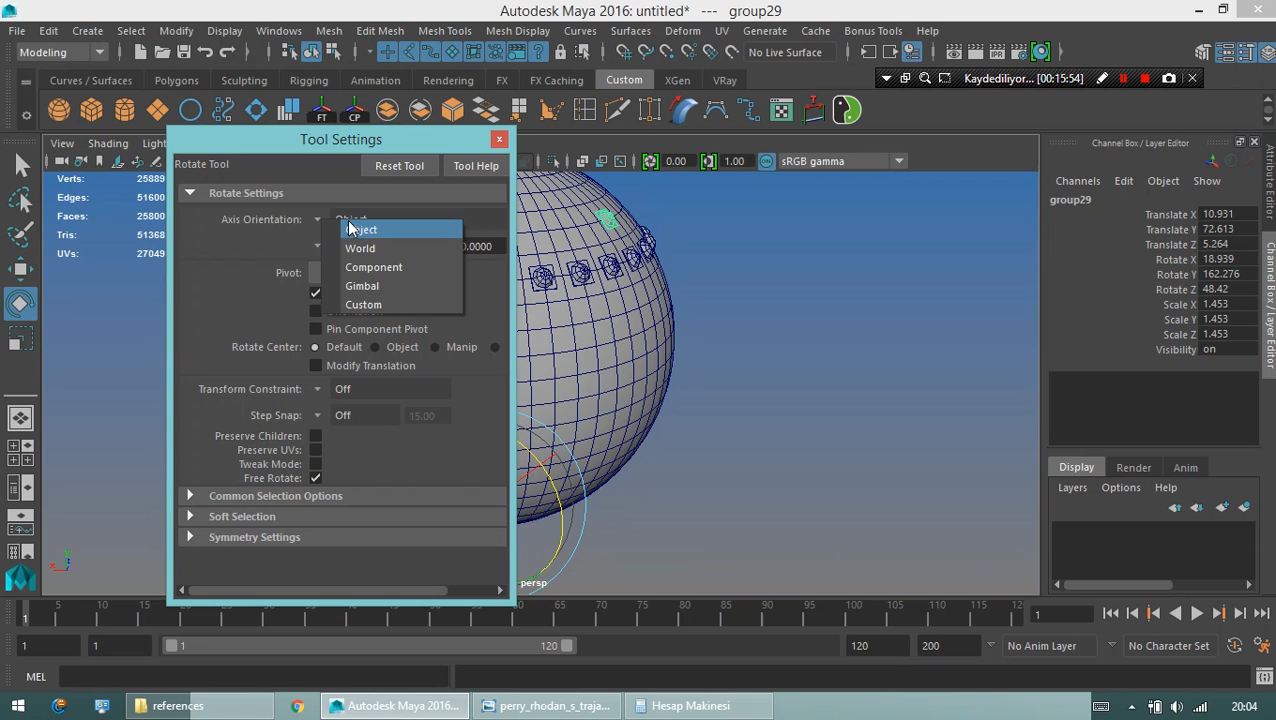 Autodesk Maya 2016: untitled* --- group29
File Edit Create Select Modify Display Windows Mesh Edit Mesh Mesh Tools Mesh Display Curves Surfaces Deform UV Generate Cache Bonus Tools Help
Modeling No Live Surface
Curves / Surfaces Polygons Sculpting Rigging Animation Rendering FX FX Caching Custom XGen VRay
Kaydediliyor... (00:15:54
FT CP
View Shading Light
Tool Settings
Rotate Tool Reset Tool Tool Help
0.00 1.00 sRGB gamma
Verts: 25889
Edges: 51600
Faces: 25800
Tris: 51368
UVs: 27049
Rotate Settings
Axis Orientation: Object
World
0.0000
Component
Pivot:
Gimbal
Custom
Pin Component Pivot
Rotate Center: Default Object Manip
Modify Translation
Transform Constraint: Off
Step Snap: Off 15.00
Preserve Children:
Preserve UVs:
Tweak Mode:
Free Rotate:
Common Selection Options
Soft Selection
Symmetry Settings
persp
Channel Box / Layer Editor
Channels Edit Object Show
group29
Translate X 10.931
Translate Y 72.613
Translate Z 5.264
Rotate X 18.939
Rotate Y 162.276
Rotate Z 48.42
Scale X 1.453
Scale Y 1.453
Scale Z 1.453
Visibility on
Display Render Anim
Layers Options Help
Attribute Editor
Channel Box / Layer Editor
5 10 15 20 25 30 35 40 45 50 55 60 65 70 75 80 85 90 95 100 105 110 115 12
1 1
1 1 1 120 120 200 No Anim Layer No Character Set
MEL
references Autodesk Maya 2016... perry_rhodan_s_traja... Hesap Makinesi 20:04